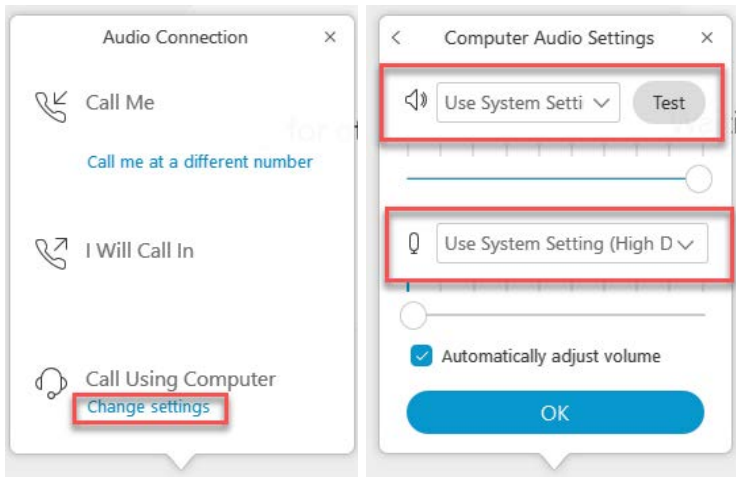 Audio Connection
Call Me
Call me at a different number
I Will Call In
Call Using Computer
Change settings
Computer Audio Settings
Use System Setti
Test
Use System Setting (High D
Automatically adjust volume
OK